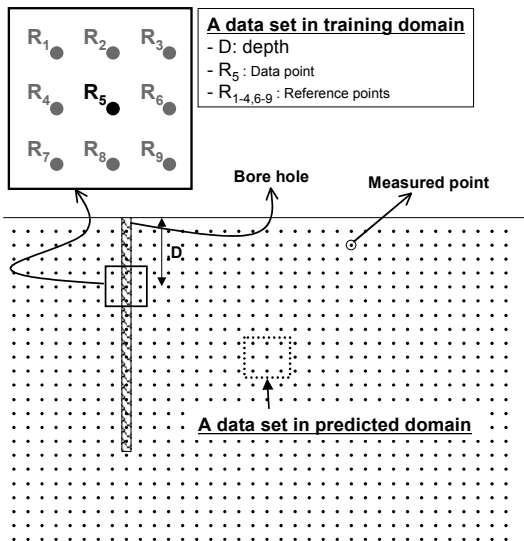 R1 R2 R3
R4 R5 R6
R7 R8 R9
A data set in training domain
- D: depth
- R5 : Data point
- R1-4,6-9 : Reference points
Bore hole
Measured point
D
A data set in predicted domain